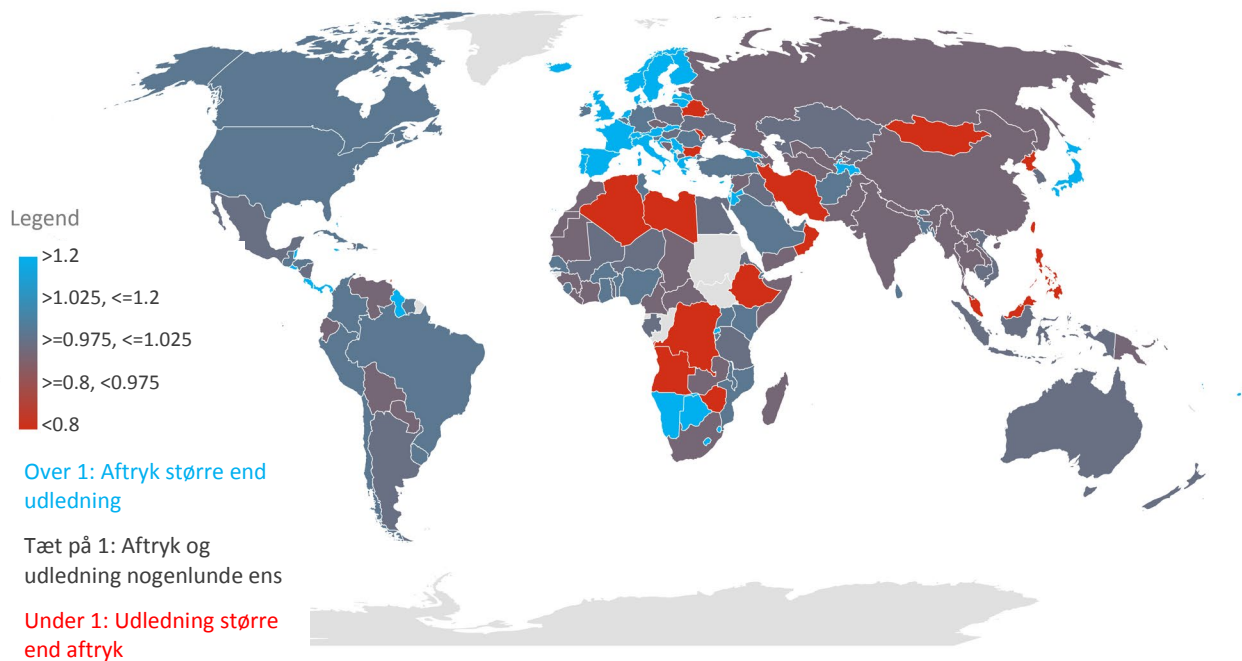 Legend
>1.2
>1.025, <=1.2
>=0.975, <=1.025
>=0.8, <0.975
<0.8
Over 1: Aftryk større end
udledning
Tæt på 1: Aftryk og
udledning nogenlunde ens
Under 1: Udledning større
end aftryk